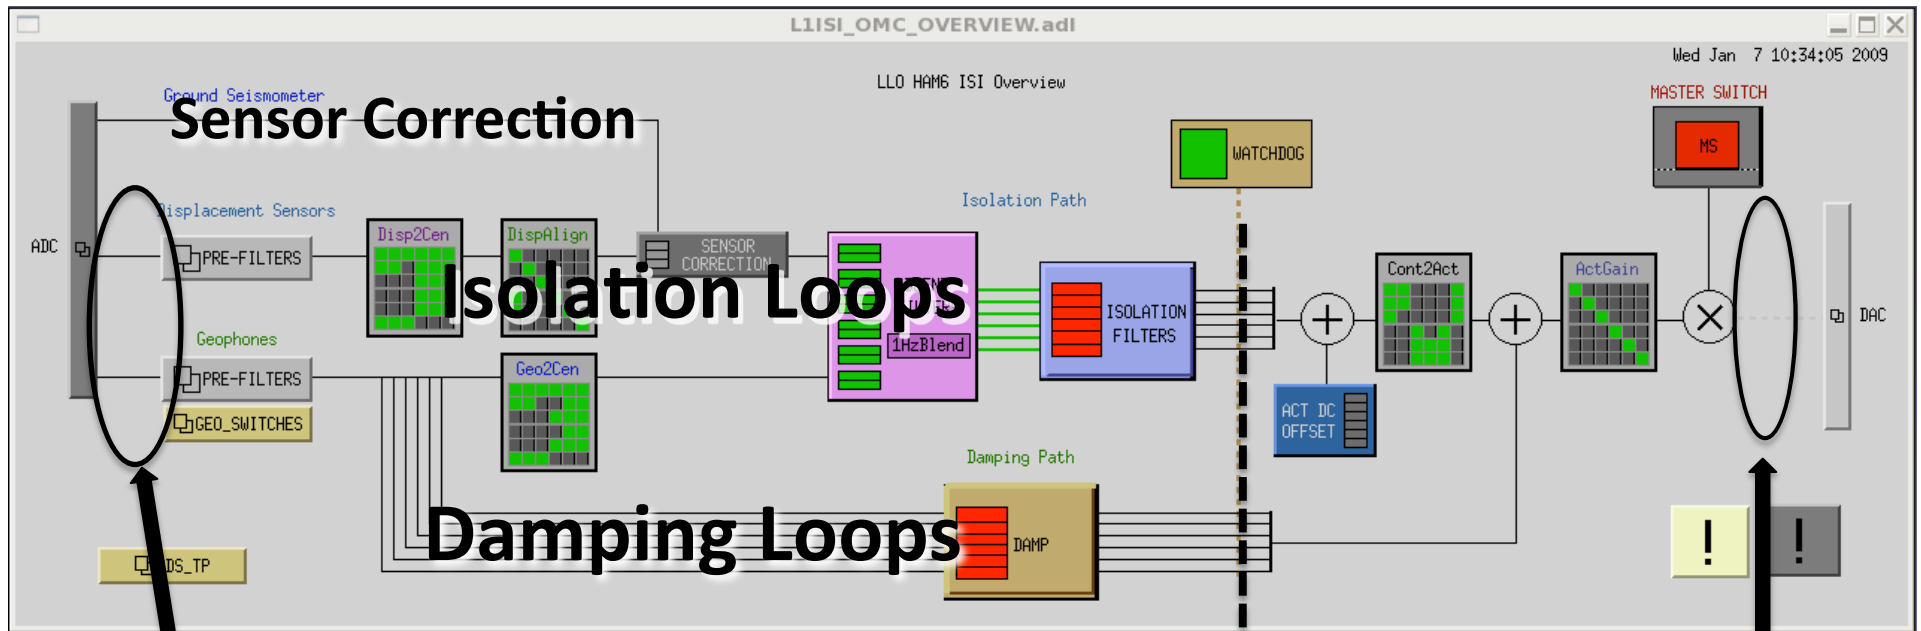 L1ISI_OMC_OVERVIEW.adl
Wed Jan 7 10:34:05 2009
LLO HAM6 ISI Overview
Ground Seismometer
Sensor Correction
MASTER SWITCH
MS
WATCHDOG
Displacement Sensors
Isolation Path
ADC
PRE-FILTERS
Disp2Cen
DispAlign
SENSOR
CORRECTION
Isolation Loops
1HzBlend
ISOLATION
FILTERS
Cont2Act
ActGain
DAC
Geophones
PRE-FILTERS
Geo2Cen
GEO_SWITCHES
ACT DC
OFFSET
Damping Path
Damping Loops
DAMP
DS_TP
!
!